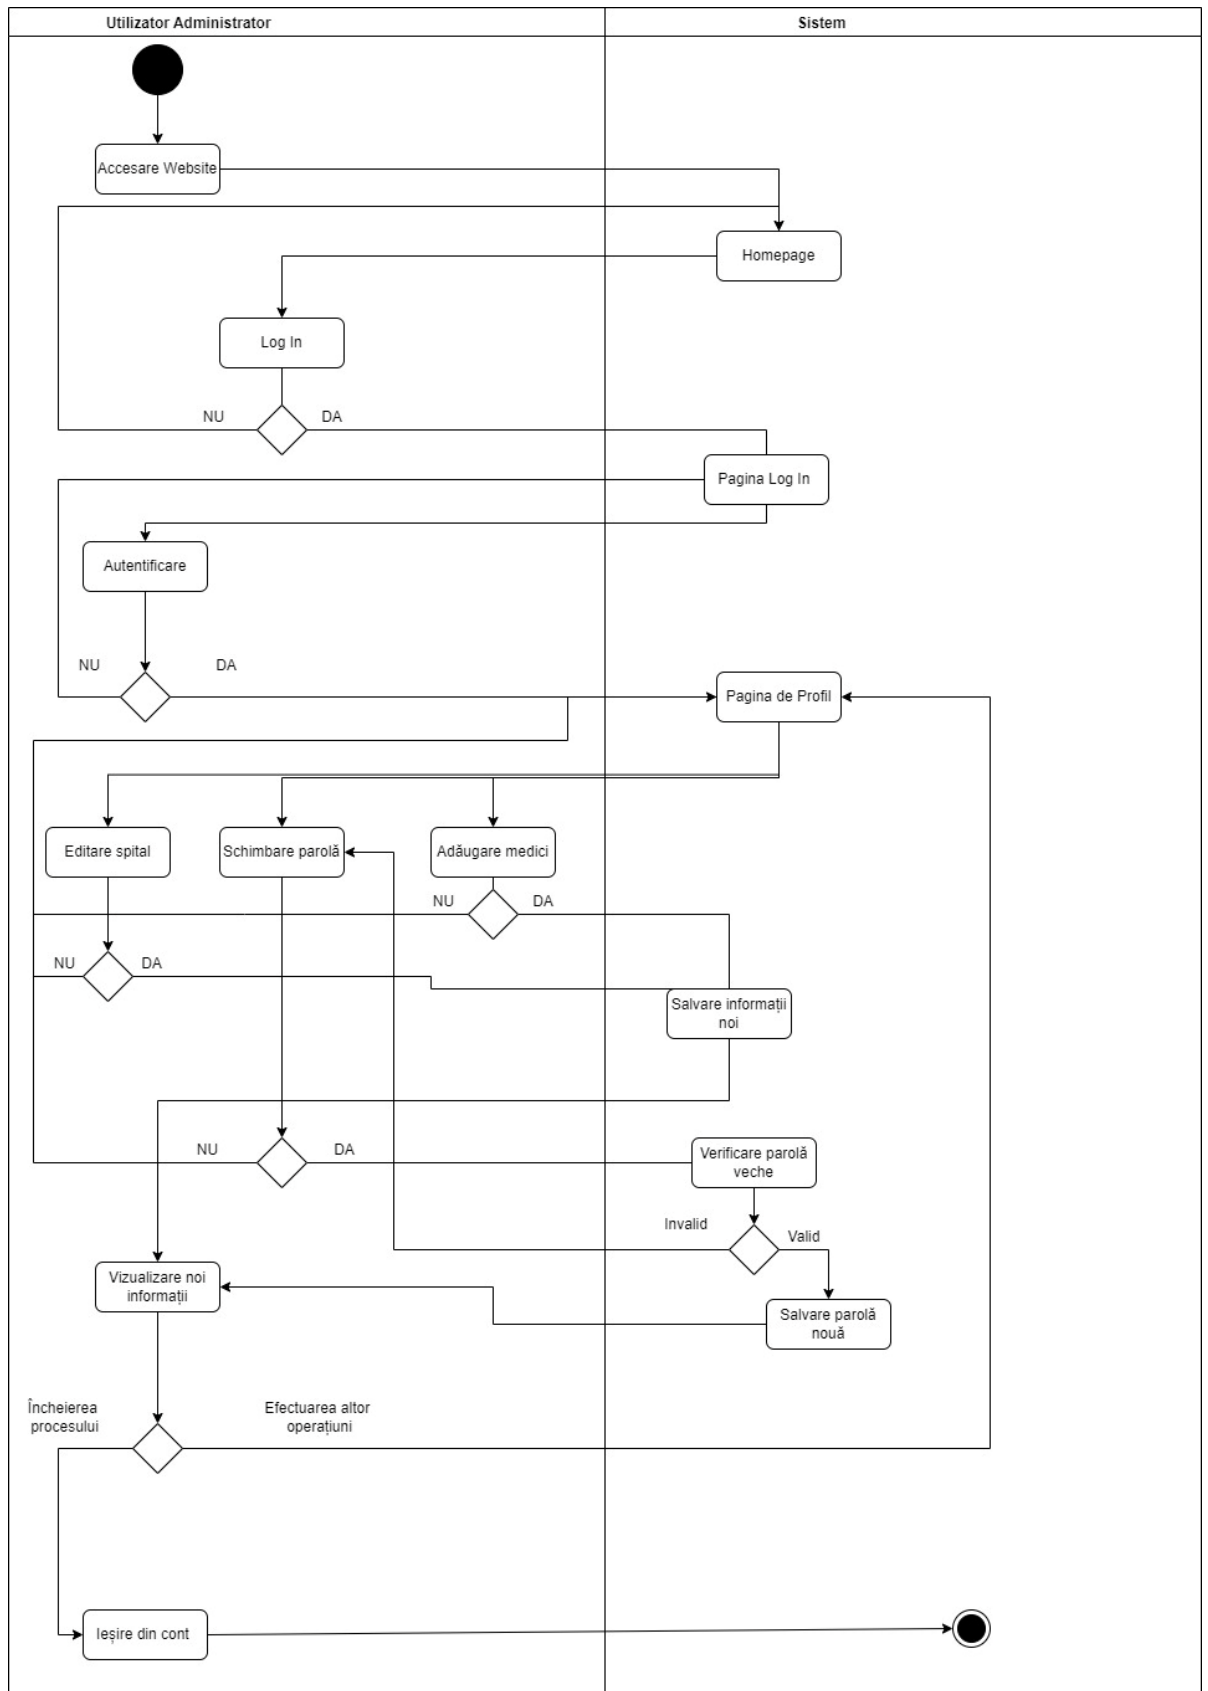 Utilizator Administrator
Sistem
Accesare Website
Homepage
Log In
NU
DA
Pagina Log In
Autentificare
NU
DA
Pagina de Profil
Editare spital
Schimbare parolă
Adăugare medici
NU
DA
NU
DA
Salvare informații
noi
NU
DA
Verificare parolă
veche
Invalid
Valid
Vizualizare noi
informații
Salvare parolă
nouă
Încheierea
procesului
Efectuarea altor
operațiuni
Ieșire din cont